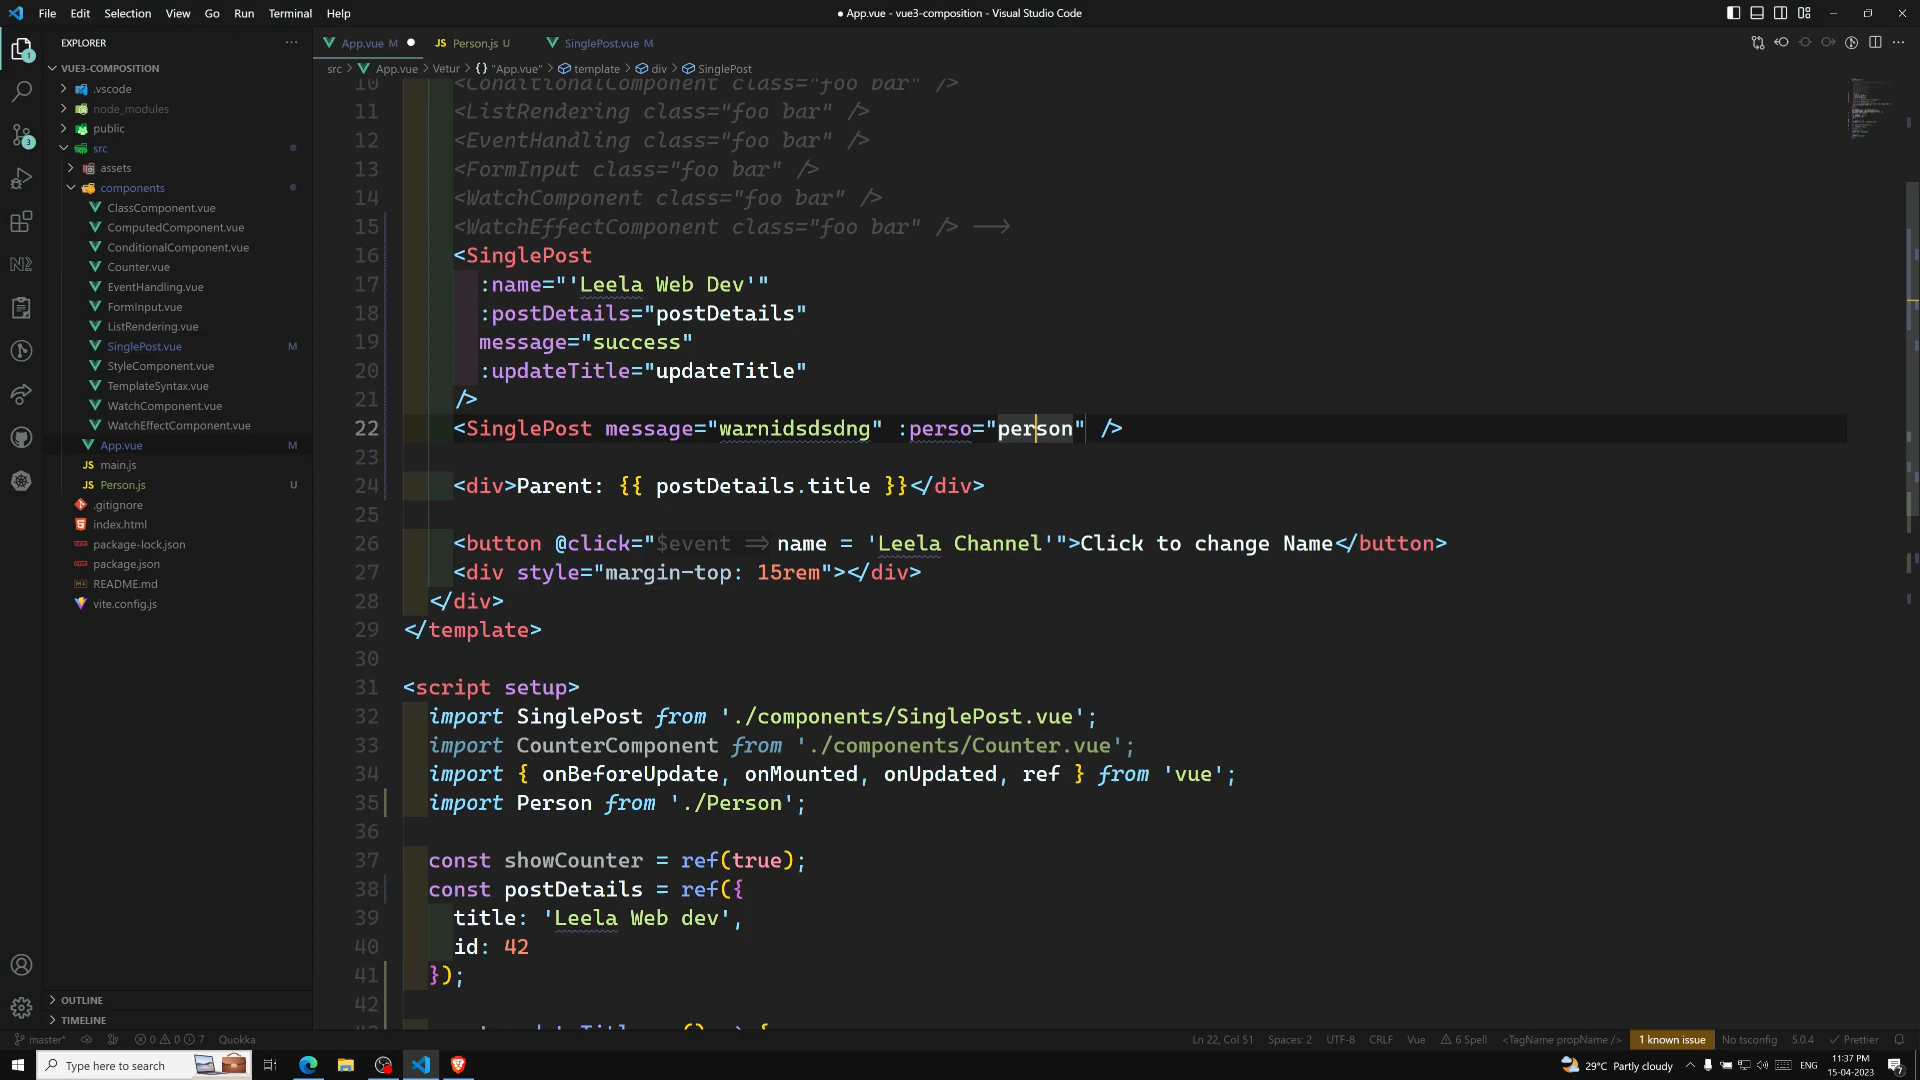 File Edit Selection View Go Run Terminal Help
● App.vue - vue3-composition - Visual Studio Code
EXPLORER
App.vue M
JS Person.js U
SinglePost.vue M
VUE3-COMPOSITION
src > App.vue > Vetur > {} "App.vue" > template > div > SinglePost
.vscode
node_modules
public
src
assets
components
ClassComponent.vue
ComputedComponent.vue
ConditionalComponent.vue
Counter.vue
EventHandling.vue
FormInput.vue
ListRendering.vue
SinglePost.vue M
StyleComponent.vue
TemplateSyntax.vue
WatchComponent.vue
WatchEffectComponent.vue
App.vue M
JS main.js
JS Person.js U
.gitignore
index.html
package-lock.json
package.json
README.md
vite.config.js
OUTLINE
TIMELINE
10 <ConditionalComponent class="foo bar" />
11 <ListRendering class="foo bar" />
12 <EventHandling class="foo bar" />
13 <FormInput class="foo bar" />
14 <WatchComponent class="foo bar" />
15 <WatchEffectComponent class="foo bar" /> -->
16 <SinglePost
17 :name="'Leela Web Dev'"
18 :postDetails="postDetails"
19 message="success"
20 :updateTitle="updateTitle"
21 />
22 <SinglePost message="warnidsdsdng" :perso="person" />
23
24 <div>Parent: {{ postDetails.title }}</div>
25
26 <button @click="$event => name = 'Leela Channel'">Click to change Name</button>
27 <div style="margin-top: 15rem"></div>
28 </div>
29 </template>
30
31 <script setup>
32 import SinglePost from './components/SinglePost.vue';
33 import CounterComponent from './components/Counter.vue';
34 import { onBeforeUpdate, onMounted, onUpdated, ref } from 'vue';
35 import Person from './Person';
36
37 const showCounter = ref(true);
38 const postDetails = ref({
39 title: 'Leela Web dev',
40 id: 42
41 });
42
master* 0 0 7 Quokka
Ln 22, Col 51 Spaces: 2 UTF-8 CRLF Vue 6 Spell <TagName propName /> 1 known issue No tsconfig 5.0.4 Prettier
Type here to search
29°C Partly cloudy ENG 11:37 PM
15-04-2023